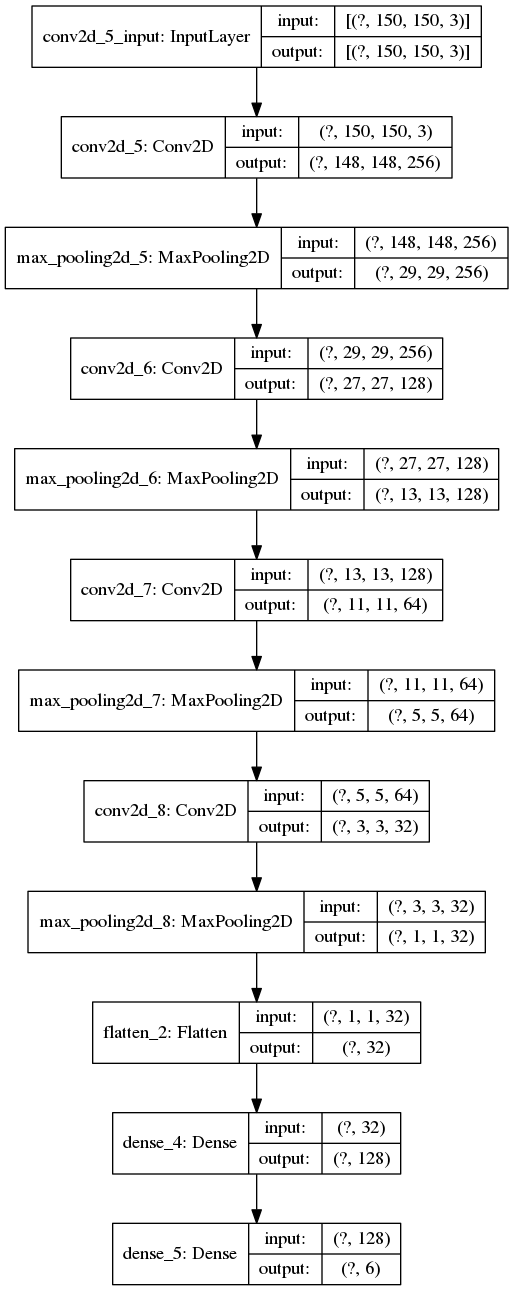 conv2d_5_input: InputLayer input: [(?, 150, 150, 3)]
output: [(?, 150, 150, 3)]
conv2d_5: Conv2D input: (?, 150, 150, 3)
output: (?, 148, 148, 256)
max_pooling2d_5: MaxPooling2D input: (?, 148, 148, 256)
output: (?, 29, 29, 256)
conv2d_6: Conv2D input: (?, 29, 29, 256)
output: (?, 27, 27, 128)
max_pooling2d_6: MaxPooling2D input: (?, 27, 27, 128)
output: (?, 13, 13, 128)
conv2d_7: Conv2D input: (?, 13, 13, 128)
output: (?, 11, 11, 64)
max_pooling2d_7: MaxPooling2D input: (?, 11, 11, 64)
output: (?, 5, 5, 64)
conv2d_8: Conv2D input: (?, 5, 5, 64)
output: (?, 3, 3, 32)
max_pooling2d_8: MaxPooling2D input: (?, 3, 3, 32)
output: (?, 1, 1, 32)
flatten_2: Flatten input: (?, 1, 1, 32)
output: (?, 32)
dense_4: Dense input: (?, 32)
output: (?, 128)
dense_5: Dense input: (?, 128)
output: (?, 6)